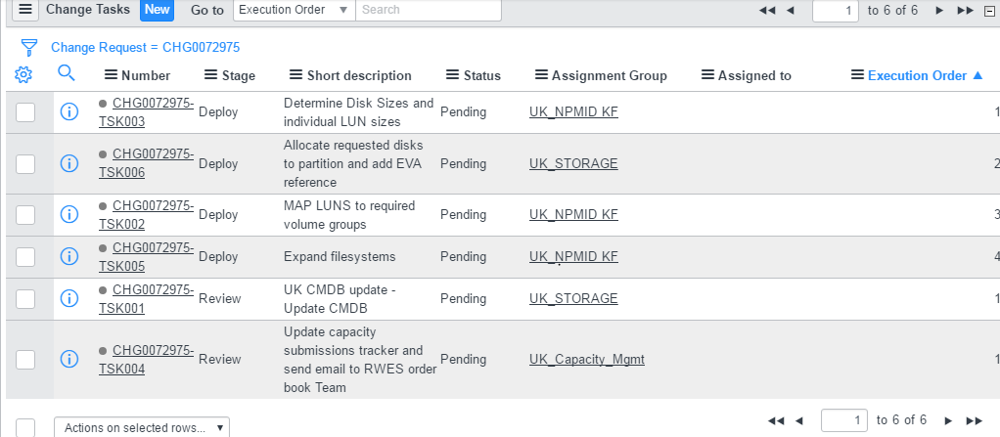 Change Tasks New Go to Execution Order Search 1 to 6 of 6
Change Request = CHG0072975
Number Stage Short description Status Assignment Group Assigned to Execution Order
CHG0072975-TSK003 Deploy Determine Disk Sizes and individual LUN sizes Pending UK_NPMID KF 1
CHG0072975-TSK006 Deploy Allocate requested disks to partition and add EVA reference Pending UK_STORAGE 2
CHG0072975-TSK002 Deploy MAP LUNS to required volume groups Pending UK_NPMID KF 3
CHG0072975-TSK005 Deploy Expand filesystems Pending UK_NPMID KF 4
CHG0072975-TSK001 Review UK CMDB update - Update CMDB Pending UK_STORAGE 1
CHG0072975-TSK004 Review Update capacity submissions tracker and send email to RWES order book Team Pending UK_Capacity_Mgmt 1
Actions on selected rows... 1 to 6 of 6